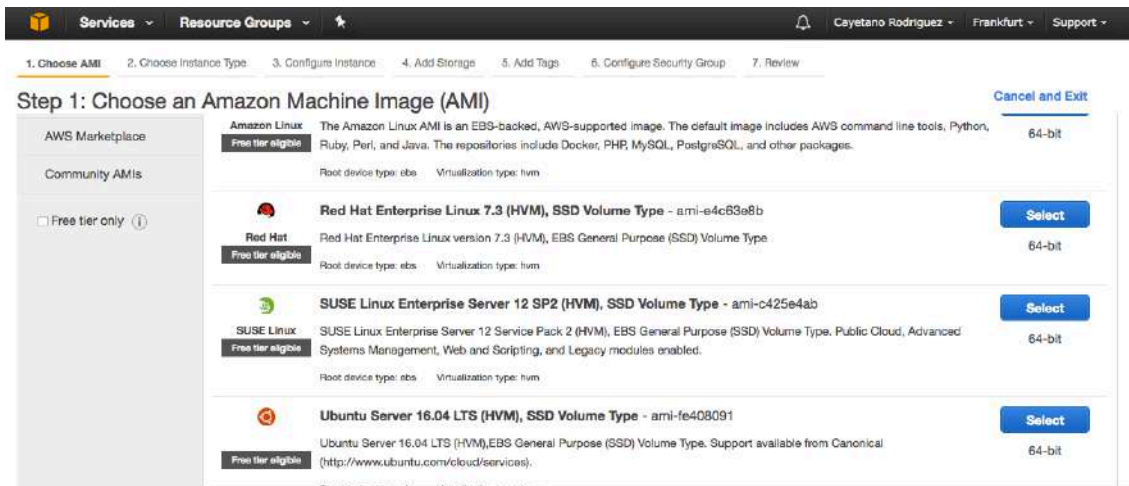 Services Resource Groups Cayetano Rodriguez Frankfurt Support
1. Choose AMI 2. Choose Instance Type 3. Configure Instance 4. Add Storage 5. Add Tags 6. Configure Security Group 7. Review
Step 1: Choose an Amazon Machine Image (AMI)
Cancel and Exit
AWS Marketplace
Community AMIs
Free tier only
Amazon Linux
Free tier eligible
The Amazon Linux AMI is an EBS-backed, AWS-supported image. The default image includes AWS command line tools, Python,
Ruby, Perl, and Java. The repositories include Docker, PHP, MySQL, PostgreSQL, and other packages.
Root device type: ebs Virtualization type: hvm
64-bit
Red Hat
Free tier eligible
Red Hat Enterprise Linux 7.3 (HVM), SSD Volume Type - ami-e4c63e8b
Red Hat Enterprise Linux version 7.3 (HVM), EBS General Purpose (SSD) Volume Type
Root device type: ebs Virtualization type: hvm
Select
64-bit
SUSE Linux
Free tier eligible
SUSE Linux Enterprise Server 12 SP2 (HVM), SSD Volume Type - ami-c425e4ab
SUSE Linux Enterprise Server 12 Service Pack 2 (HVM), EBS General Purpose (SSD) Volume Type. Public Cloud, Advanced
Systems Management, Web and Scripting, and Legacy modules enabled.
Root device type: ebs Virtualization type: hvm
Select
64-bit
Free tier eligible
Ubuntu Server 16.04 LTS (HVM), SSD Volume Type - ami-fe408091
Ubuntu Server 16.04 LTS (HVM),EBS General Purpose (SSD) Volume Type. Support available from Canonical
(http://www.ubuntu.com/cloud/services).
Select
64-bit